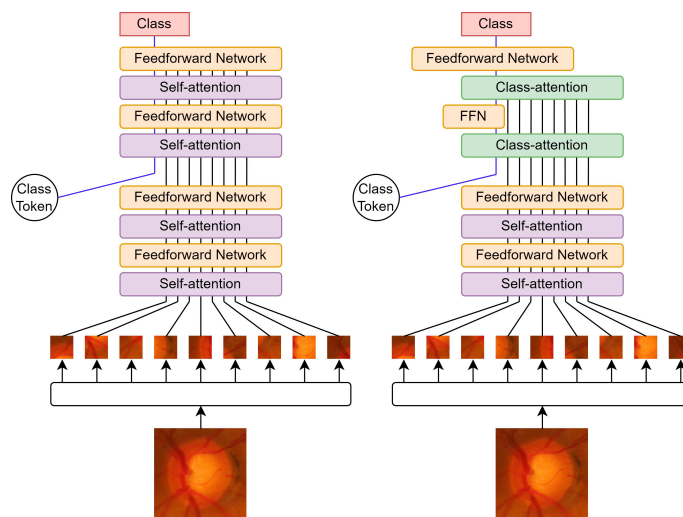 Class
Feedforward Network
Self-attention
Feedforward Network
Self-attention
Class
Token
Feedforward Network
Self-attention
Feedforward Network
Self-attention
Class
Feedforward Network
Class-attention
FFN
Class-attention
Class
Token
Feedforward Network
Self-attention
Feedforward Network
Self-attention